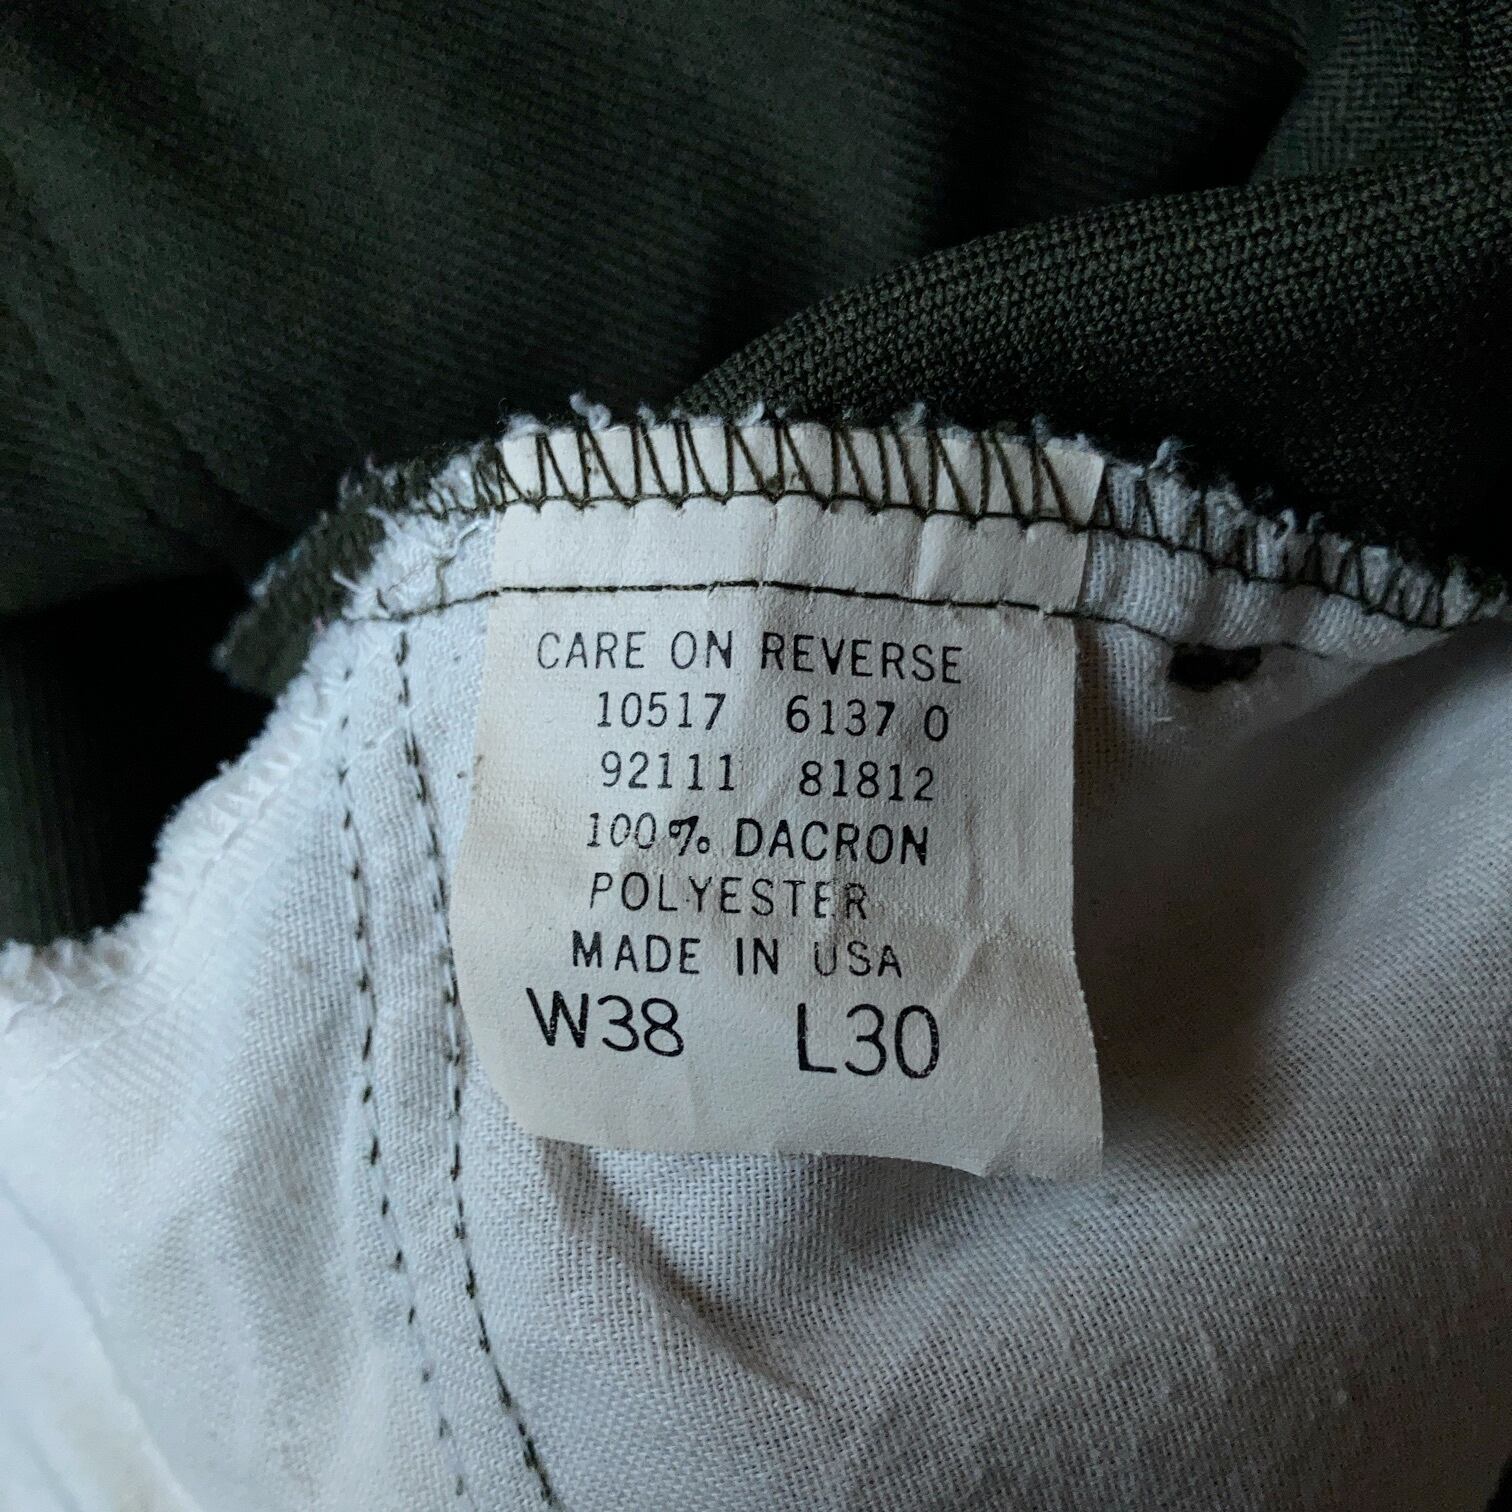 CARE ON REVERSE
10517 6137 0
92111 81812
100% DACRON
POLYESTER
MADE IN USA
W38 L30